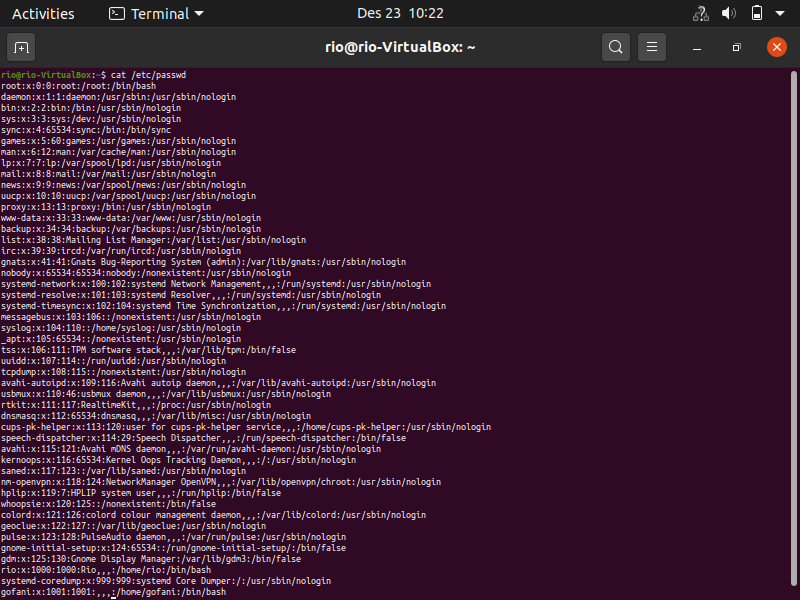 Activities Terminal Des 23 10:22
rio@rio-VirtualBox: ~
rio@rio-VirtualBox:~$ cat /etc/passwd
root:x:0:0:root:/root:/bin/bash
daemon:x:1:1:daemon:/usr/sbin:/usr/sbin/nologin
bin:x:2:2:bin:/bin:/usr/sbin/nologin
sys:x:3:3:sys:/dev:/usr/sbin/nologin
sync:x:4:65534:sync:/bin:/bin/sync
games:x:5:60:games:/usr/games:/usr/sbin/nologin
man:x:6:12:man:/var/cache/man:/usr/sbin/nologin
lp:x:7:7:lp:/var/spool/lpd:/usr/sbin/nologin
mail:x:8:8:mail:/var/mail:/usr/sbin/nologin
news:x:9:9:news:/var/spool/news:/usr/sbin/nologin
uucp:x:10:10:uucp:/var/spool/uucp:/usr/sbin/nologin
proxy:x:13:13:proxy:/bin:/usr/sbin/nologin
www-data:x:33:33:www-data:/var/www:/usr/sbin/nologin
backup:x:34:34:backup:/var/backups:/usr/sbin/nologin
list:x:38:38:Mailing List Manager:/var/list:/usr/sbin/nologin
irc:x:39:39:ircd:/var/run/ircd:/usr/sbin/nologin
gnats:x:41:41:Gnats Bug-Reporting System (admin):/var/lib/gnats:/usr/sbin/nologin
nobody:x:65534:65534:nobody:/nonexistent:/usr/sbin/nologin
systemd-network:x:100:102:systemd Network Management,,,:/run/systemd:/usr/sbin/nologin
systemd-resolve:x:101:103:systemd Resolver,,,:/run/systemd:/usr/sbin/nologin
systemd-timesync:x:102:104:systemd Time Synchronization,,,:/run/systemd:/usr/sbin/nologin
messagebus:x:103:106::/nonexistent:/usr/sbin/nologin
syslog:x:104:110::/home/syslog:/usr/sbin/nologin
_apt:x:105:65534::/nonexistent:/usr/sbin/nologin
tss:x:106:111:TPM software stack,,,:/var/lib/tpm:/bin/false
uuidd:x:107:114::/run/uuidd:/usr/sbin/nologin
tcpdump:x:108:115::/nonexistent:/usr/sbin/nologin
avahi-autoipd:x:109:116:Avahi autoip daemon,,,:/var/lib/avahi-autoipd:/usr/sbin/nologin
usbmux:x:110:46:usbmux daemon,,,:/var/lib/usbmux:/usr/sbin/nologin
rtkit:x:111:117:RealtimeKit,,,:/proc:/usr/sbin/nologin
dnsmasq:x:112:65534:dnsmasq,,,:/var/lib/misc:/usr/sbin/nologin
cups-pk-helper:x:113:120:user for cups-pk-helper service,,,:/home/cups-pk-helper:/usr/sbin/nologin
speech-dispatcher:x:114:29:Speech Dispatcher,,,:/run/speech-dispatcher:/bin/false
avahi:x:115:121:Avahi mDNS daemon,,,:/var/run/avahi-daemon:/usr/sbin/nologin
kernoops:x:116:65534:Kernel Oops Tracking Daemon,,,:/:/usr/sbin/nologin
saned:x:117:123::/var/lib/saned:/usr/sbin/nologin
nm-openvpn:x:118:124:NetworkManager OpenVPN,,,:/var/lib/openvpn/chroot:/usr/sbin/nologin
hplip:x:119:7:HPLIP system user,,,:/run/hplip:/bin/false
whoopsie:x:120:125::/nonexistent:/bin/false
colord:x:121:126:colord colour management daemon,,,:/var/lib/colord:/usr/sbin/nologin
geoclue:x:122:127::/var/lib/geoclue:/usr/sbin/nologin
pulse:x:123:128:PulseAudio daemon,,,:/var/run/pulse:/usr/sbin/nologin
gnome-initial-setup:x:124:65534::/run/gnome-initial-setup/:/bin/false
gdm:x:125:130:Gnome Display Manager:/var/lib/gdm3:/bin/false
rio:x:1000:1000:Rio,,,:/home/rio:/bin/bash
systemd-coredump:x:999:999:systemd Core Dumper:/:/usr/sbin/nologin
gofani:x:1001:1001:,,,:/home/gofani:/bin/bash